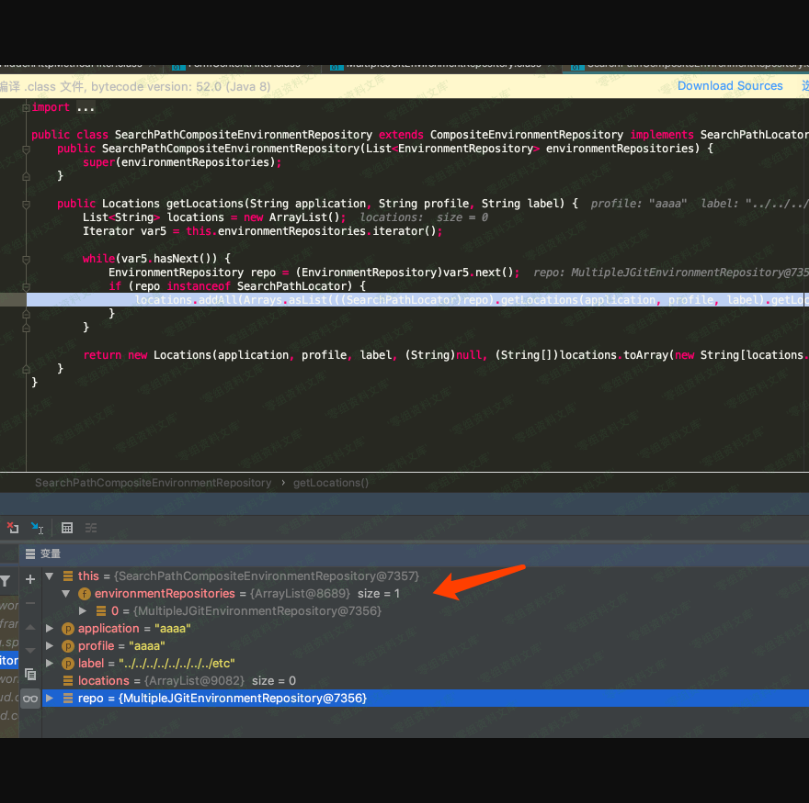 编译 .class 文件, bytecode version: 52.0 (Java 8)
Download Sources
import ...
public class SearchPathCompositeEnvironmentRepository extends CompositeEnvironmentRepository implements SearchPathLocator
public SearchPathCompositeEnvironmentRepository(List<EnvironmentRepository> environmentRepositories) {
super(environmentRepositories);
}
public Locations getLocations(String application, String profile, String label) { profile: "aaaa" label: "../../../
List<String> locations = new ArrayList(); locations: size = 0
Iterator var5 = this.environmentRepositories.iterator();
while(var5.hasNext()) {
EnvironmentRepository repo = (EnvironmentRepository)var5.next(); repo: MultipleJGitEnvironmentRepository@735
if (repo instanceof SearchPathLocator) {
locations.addAll(Arrays.asList(((SearchPathLocator)repo).getLocations(application, profile, label).getLoc
}
}
return new Locations(application, profile, label, (String)null, (String[])locations.toArray(new String[locations.
}
}
SearchPathCompositeEnvironmentRepository › getLocations()
变量
this = {SearchPathCompositeEnvironmentRepository@7357}
environmentRepositories = {ArrayList@8689} size = 1
0 = {MultipleJGitEnvironmentRepository@7356}
application = "aaaa"
profile = "aaaa"
label = "../../../../../../../../etc"
locations = {ArrayList@9082} size = 0
repo = {MultipleJGitEnvironmentRepository@7356}